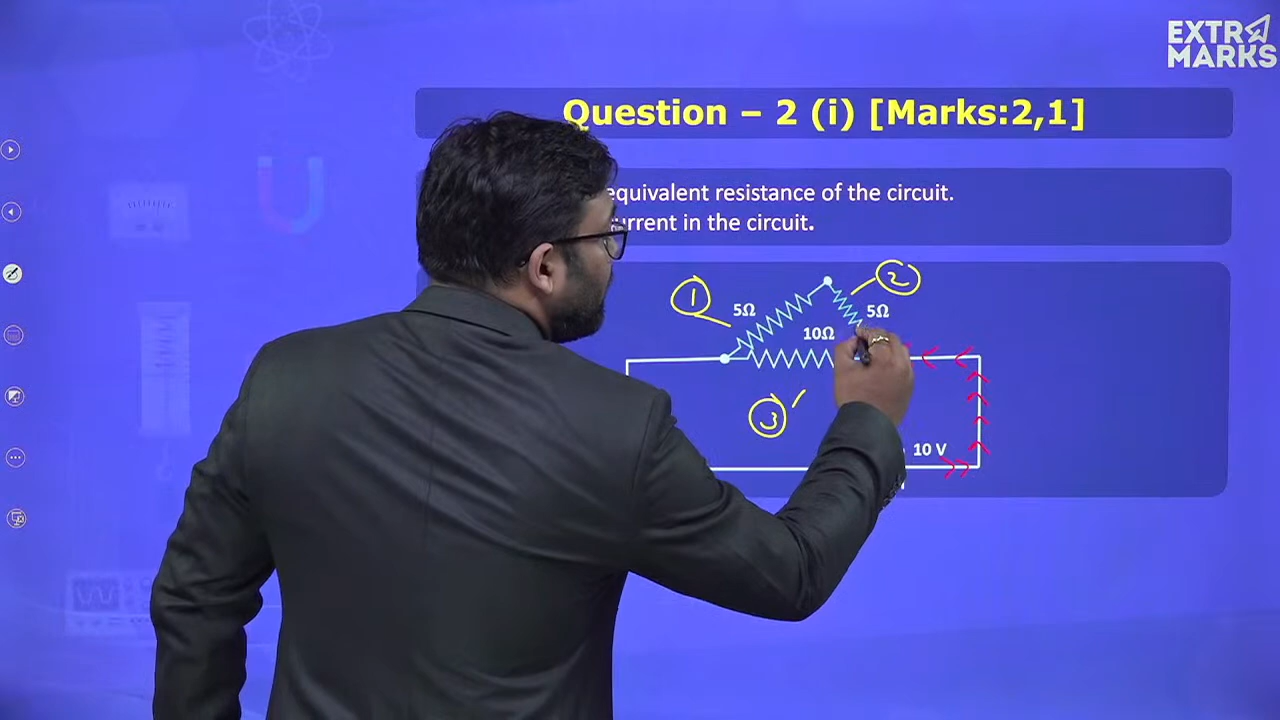 EXTRA
MARKS
Question – 2 (i) [Marks:2,1]
equivalent resistance of the circuit.
current in the circuit.
1
2
5Ω
5Ω
10Ω
3
10 V